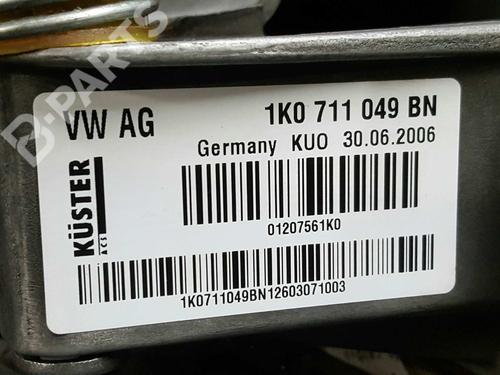 B-PARTS
VW AG
1K0 711 049 BN
Germany KUO 30.06.2006
KÜSTER
ACS
01207561K0
1K0711049BN12603071003